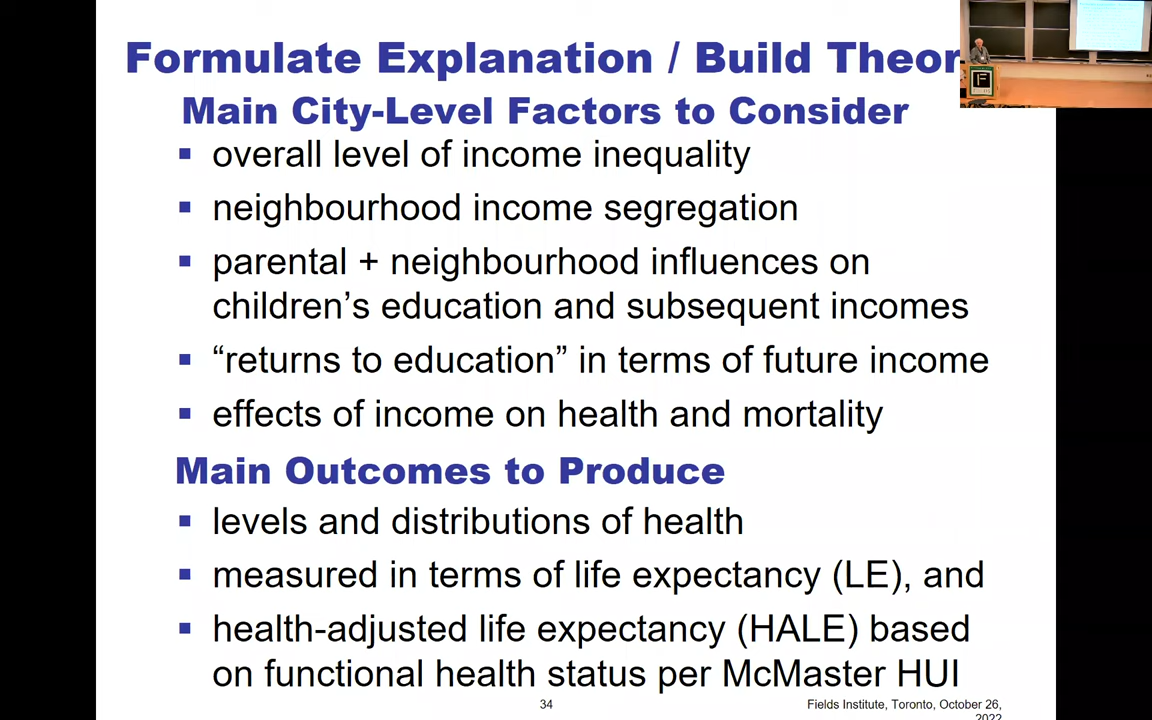 Formulate Explanation / Build Theor
Main City-Level Factors to Consider
▪ overall level of income inequality
▪ neighbourhood income segregation
▪ parental + neighbourhood influences on
children’s education and subsequent incomes
▪ “returns to education” in terms of future income
▪ effects of income on health and mortality
Main Outcomes to Produce
▪ levels and distributions of health
▪ measured in terms of life expectancy (LE), and
▪ health-adjusted life expectancy (HALE) based
on functional health status per McMaster HUI
34
Fields Institute, Toronto, October 26,
2022